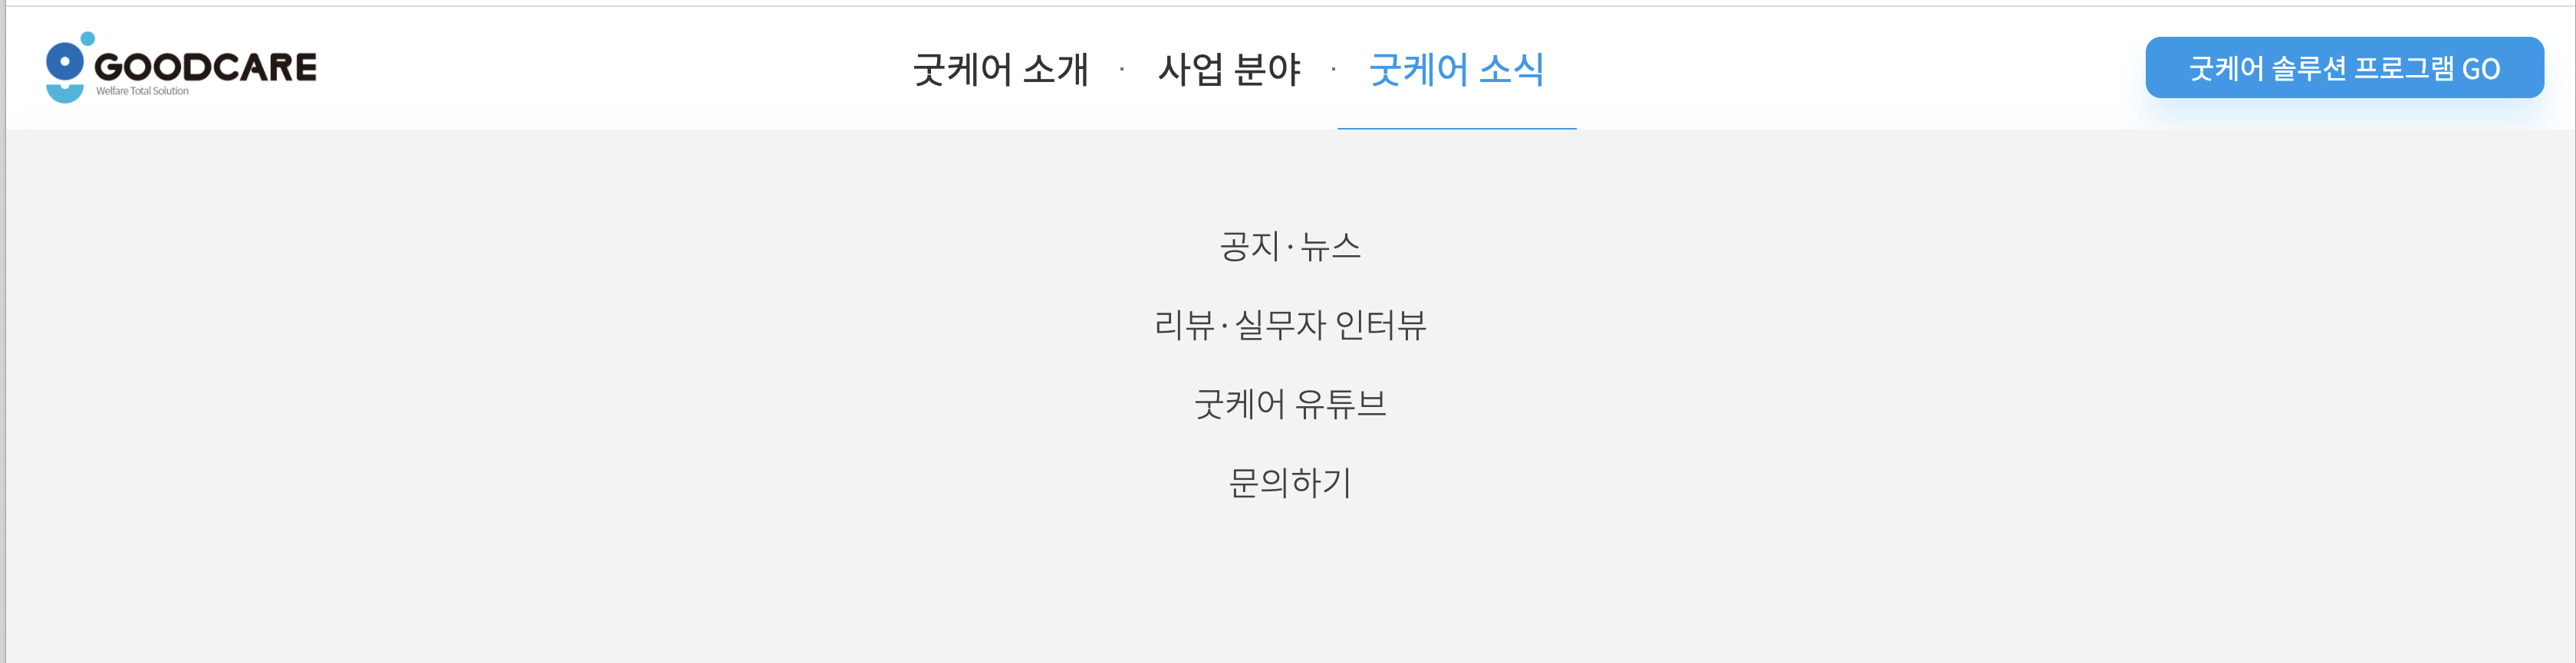 GOODCARE
Welfare Total Solution
굿케어 소개 · 사업 분야 · 굿케어 소식
굿케어 솔루션 프로그램 GO
공지·뉴스
리뷰·실무자 인터뷰
굿케어 유튜브
문의하기